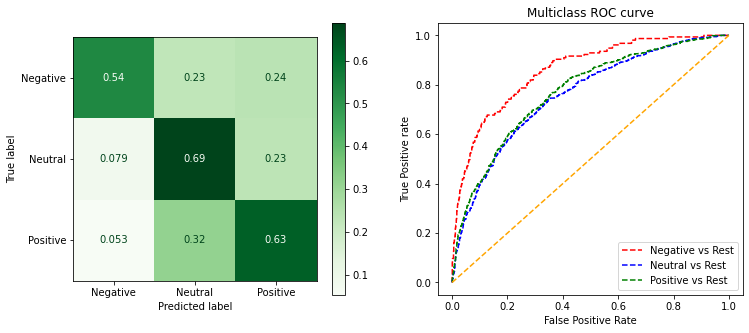 True label
Negative
Neutral
Positive
0.54 0.23 0.24
0.079 0.69 0.23
0.053 0.32 0.63
Negative Neutral Positive
Predicted label
0.6
0.5
0.4
0.3
0.2
0.1
Multiclass ROC curve
True Positive rate
1.0
0.8
0.6
0.4
0.2
0.0
Negative vs Rest
Neutral vs Rest
Positive vs Rest
0.0 0.2 0.4 0.6 0.8 1.0
False Positive Rate